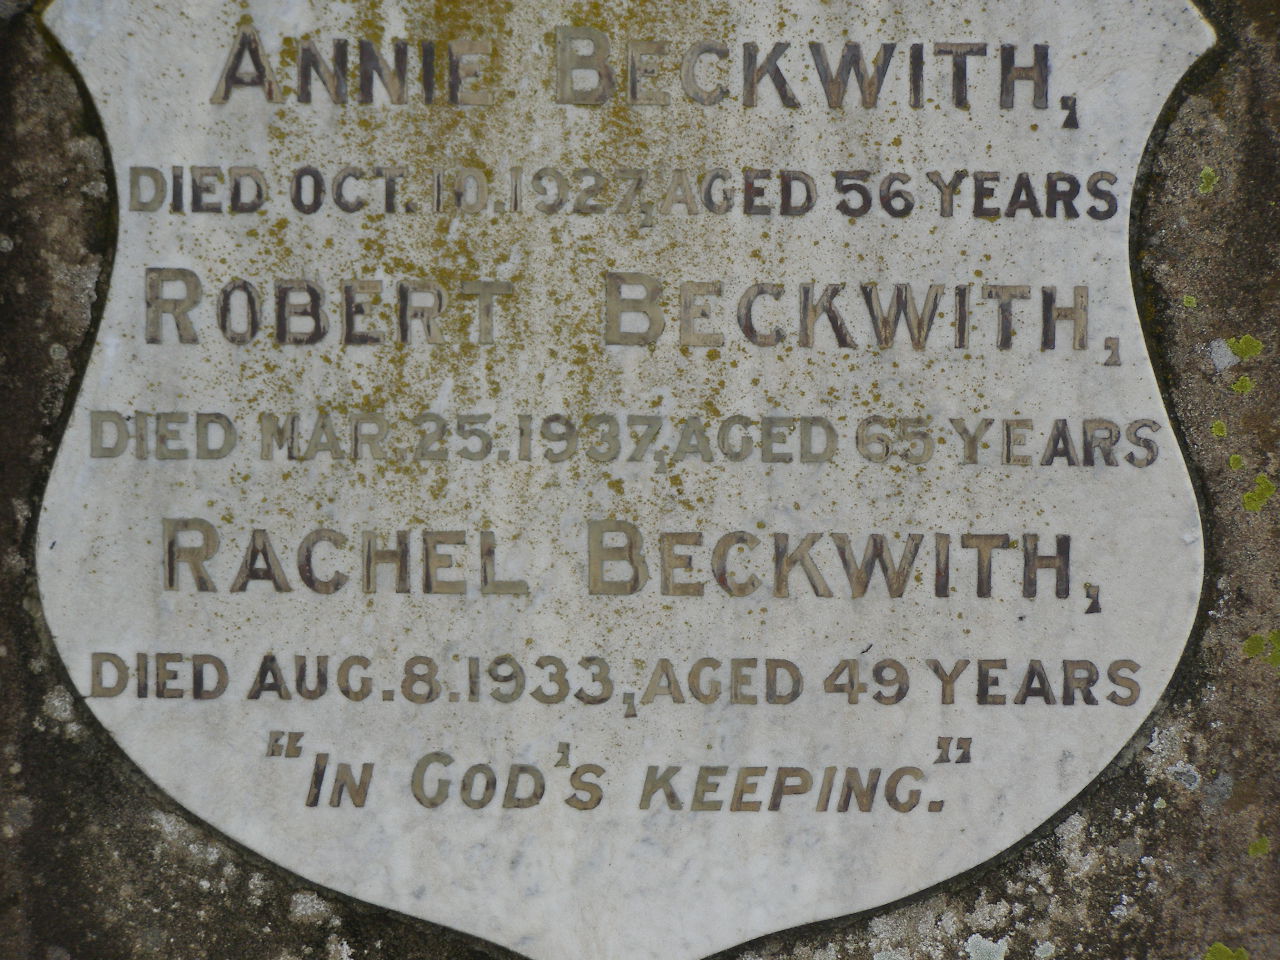 ANNIE BECKWITH,
DIED OCT. 10. 1927, AGED 56 YEARS
ROBERT BECKWITH,
DIED MAR 25. 1937, AGED 65 YEARS
RACHEL BECKWITH,
DIED AUG. 8. 1933, AGED 49 YEARS
"IN GOD'S KEEPING."